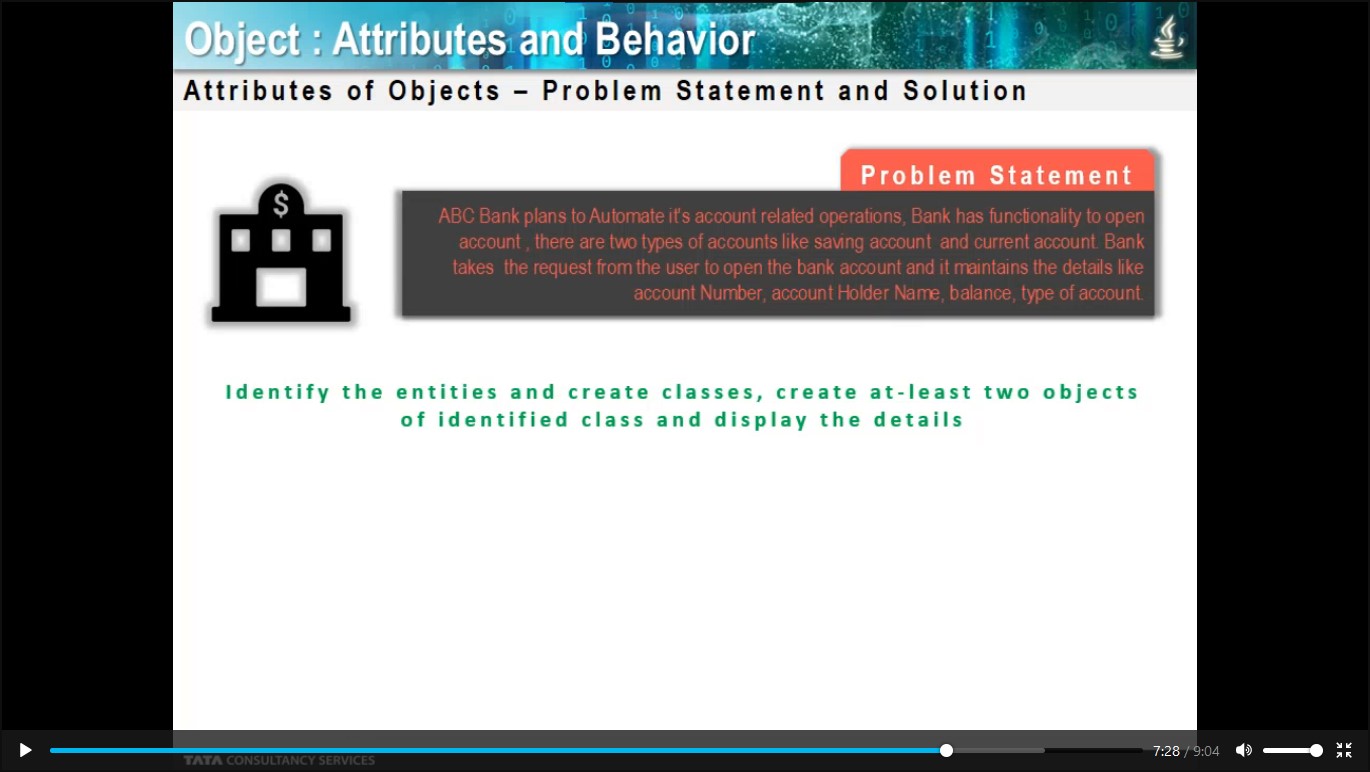 Object : Attributes and Behavior
Attributes of Objects – Problem Statement and Solution
$
Problem Statement
ABC Bank plans to Automate it's account related operations, Bank has functionality to open
account , there are two types of accounts like saving account and current account. Bank
takes the request from the user to open the bank account and it maintains the details like
account Number, account Holder Name, balance, type of account.
Identify the entities and create classes, create at-least two objects
of identified class and display the details
7:28 / 9:04
TATA CONSULTANCY SERVICES